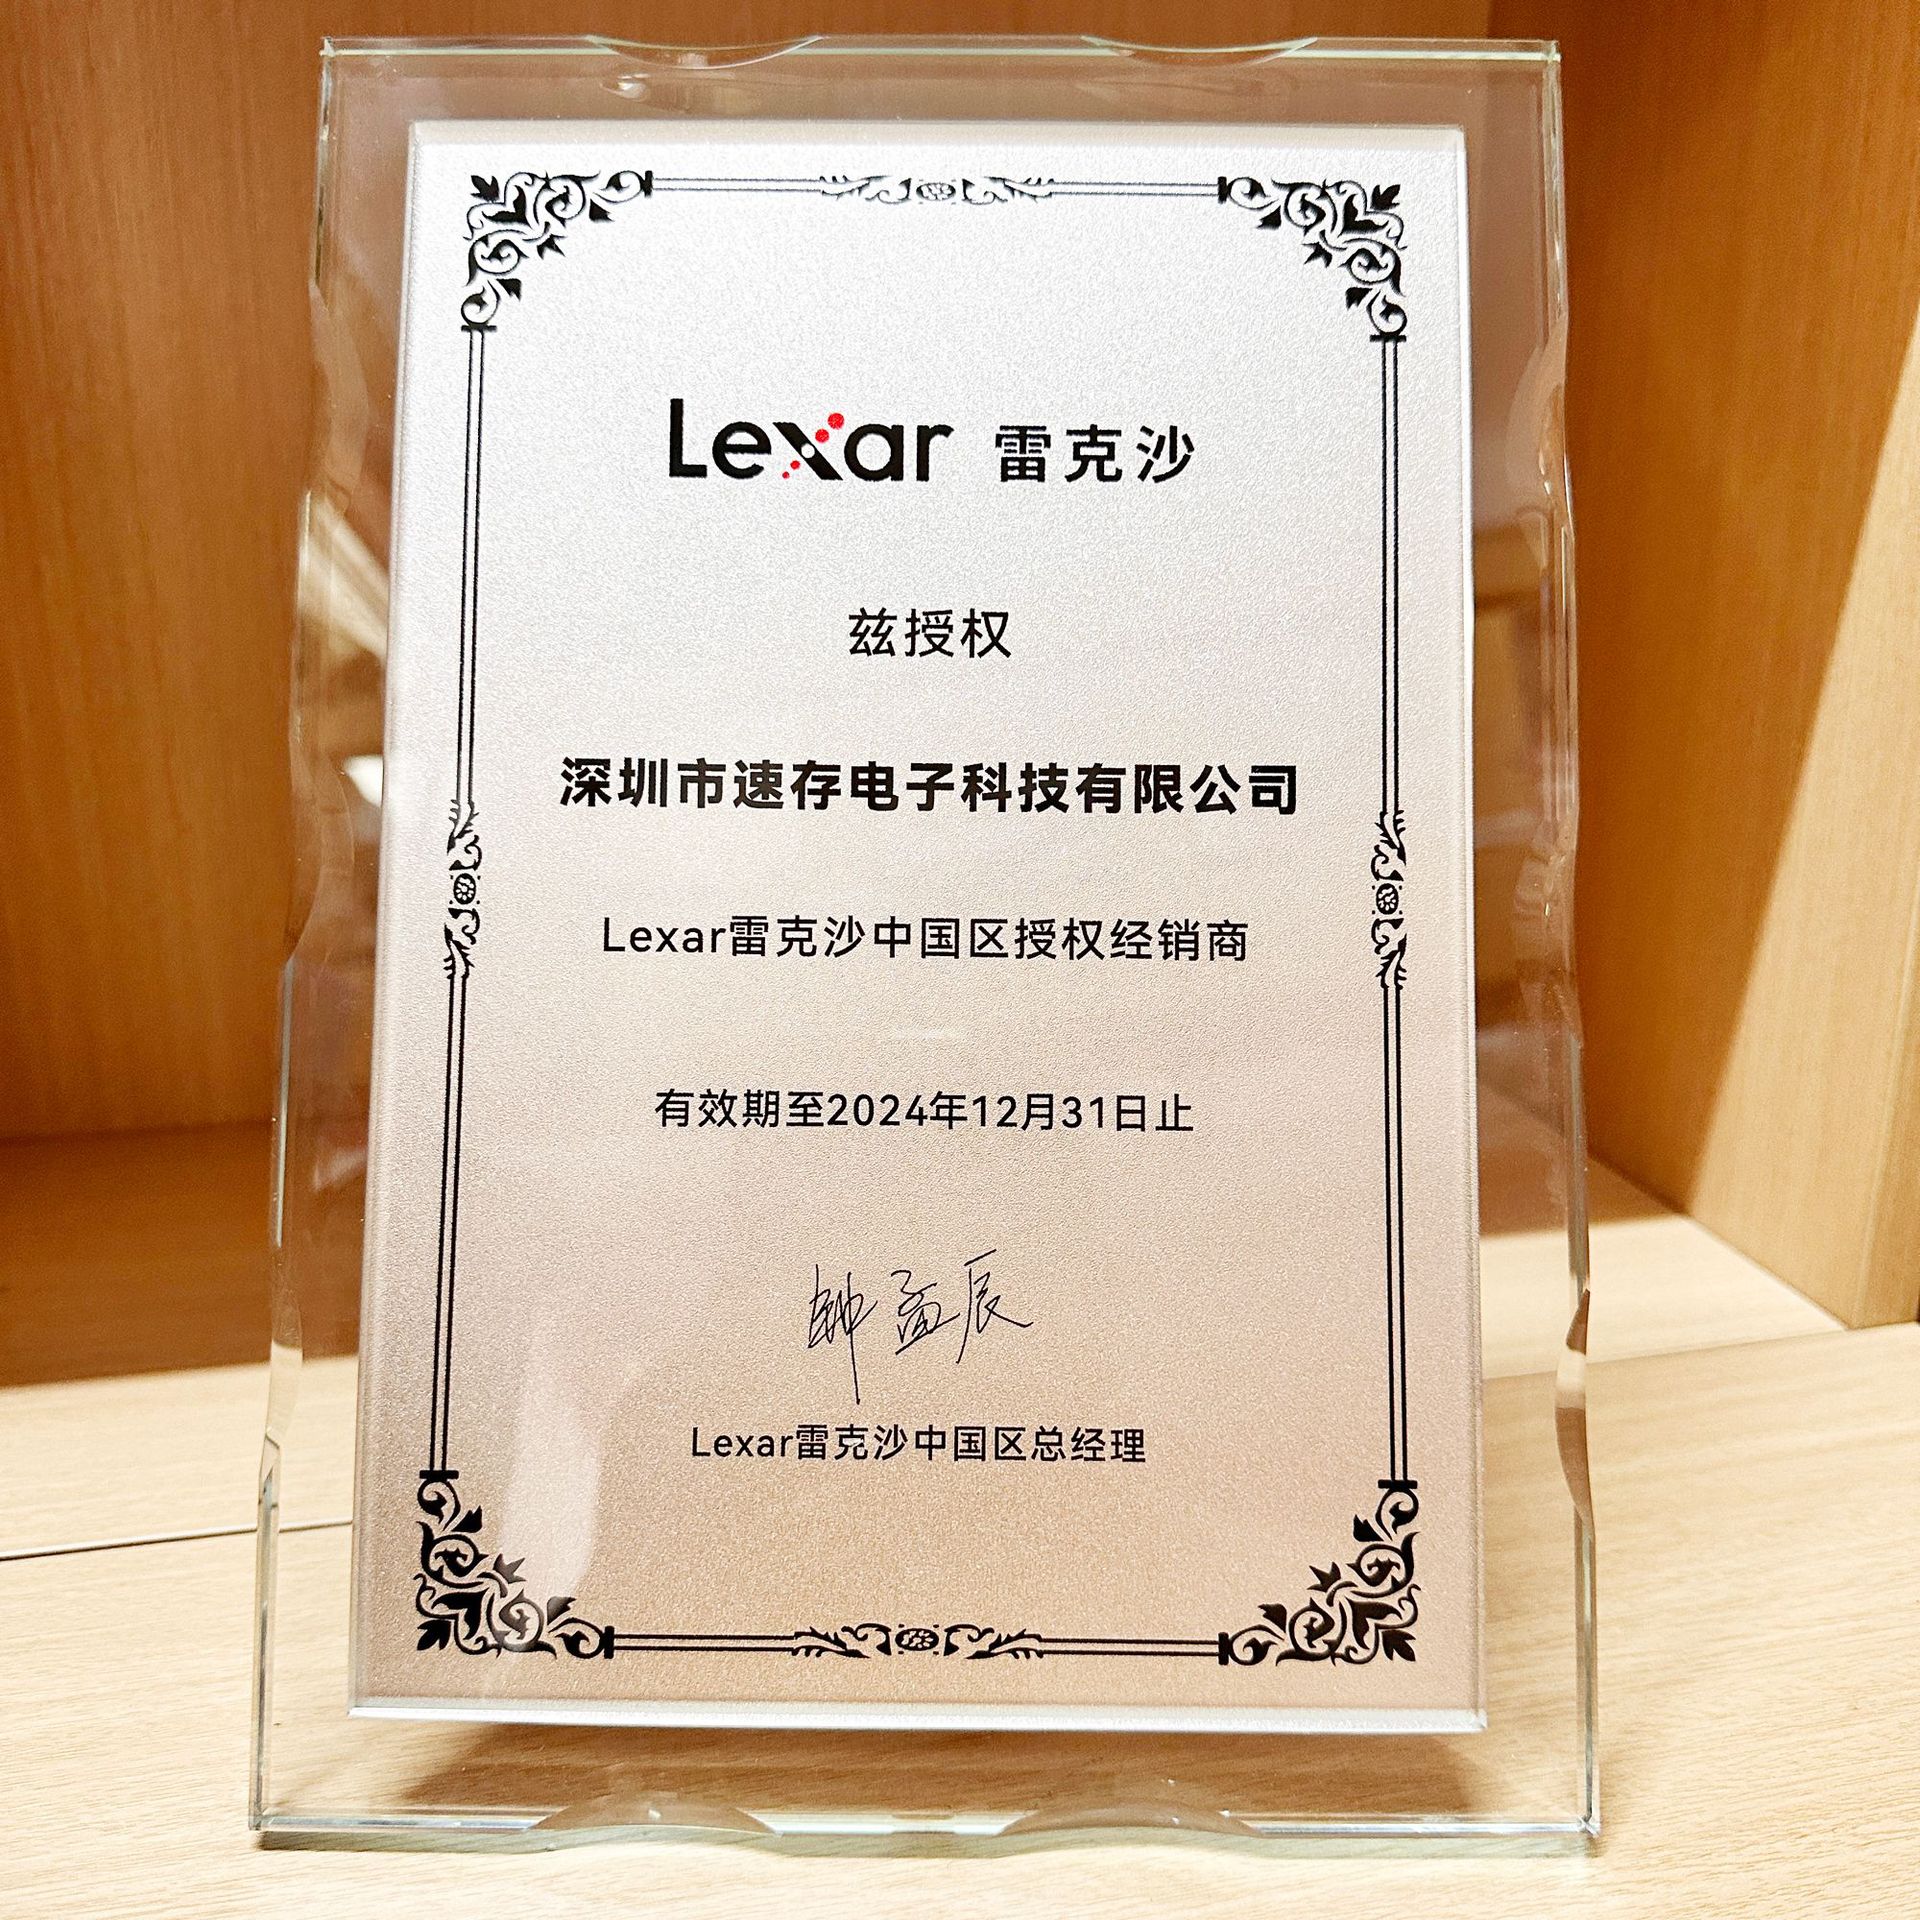 Lexar 雷克沙
兹授权
深圳市速存电子科技有限公司
Lexar雷克沙中国区授权经销商
有效期至2024年12月31日止
钟孟辰
Lexar雷克沙中国区总经理